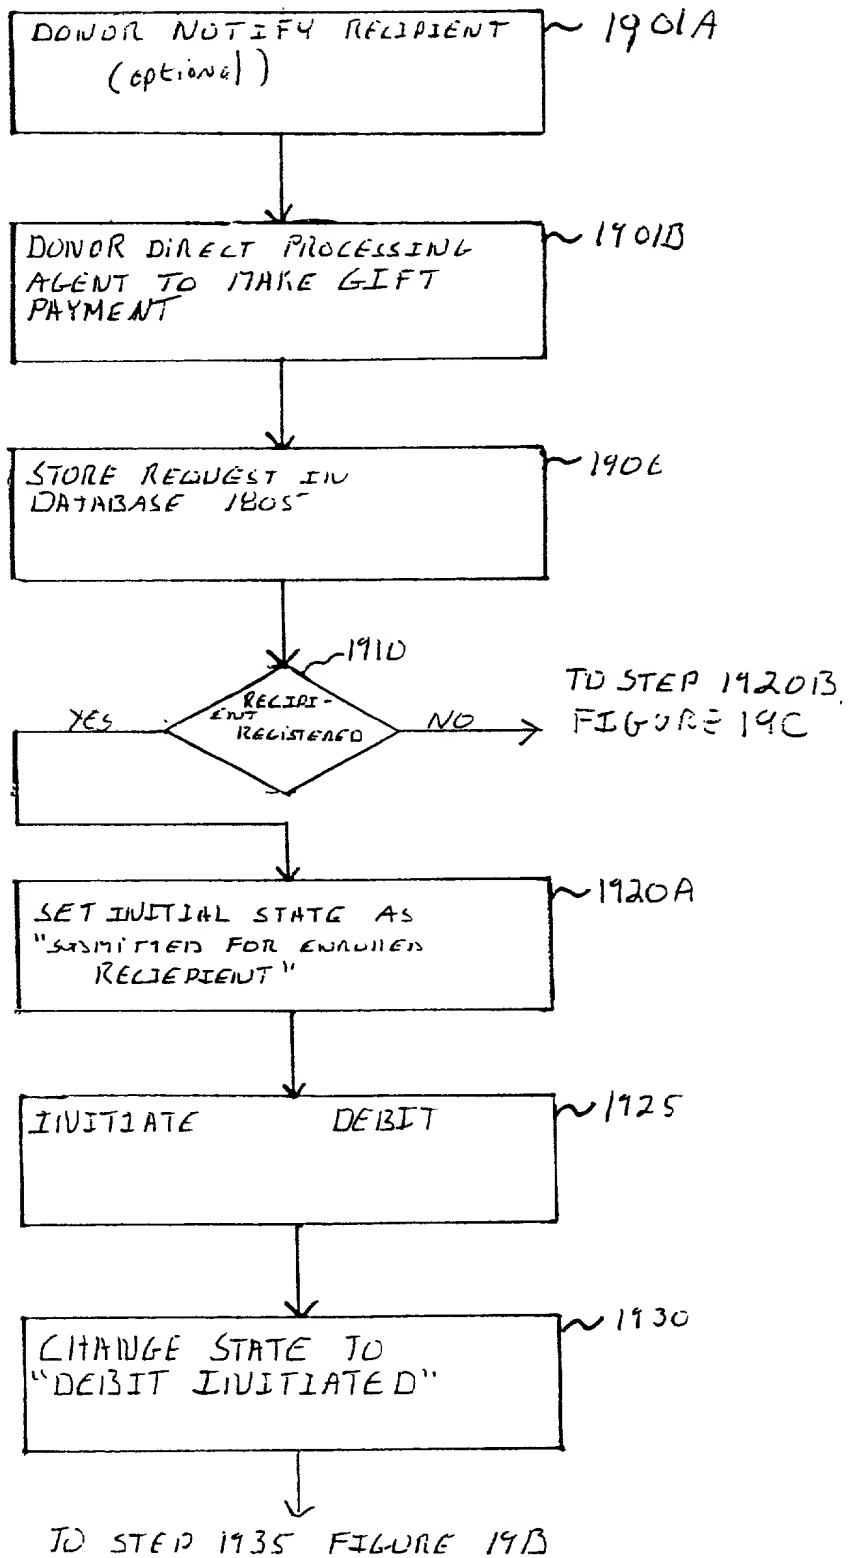 DONOR NOTIFY RECIPIENT
(optional)
1901A
DONOR DIRECT PROCESSING
AGENT TO MAKE GIFT
PAYMENT
1901B
STORE REQUEST IN
DATABASE 1805
190E
1910
RECIPI-
ENT
REGISTERED
YES
NO
TO STEP 1920B,
FIGURE 19C
SET INITIAL STATE AS
"SUBMITTED FOR ENROLLED
RECIEPIENT"
1920A
INITIATE DEBIT
1925
CHANGE STATE TO
"DEBIT INITIATED"
1930
TO STEP 1935 FIGURE 19B